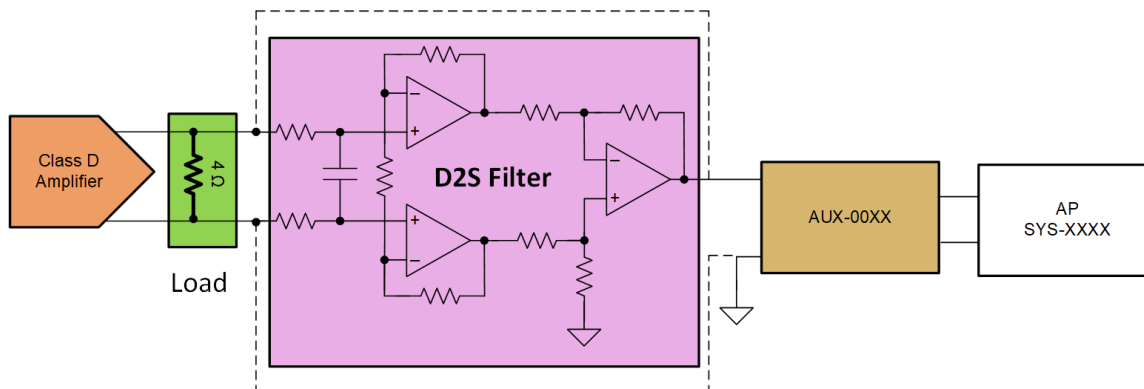 Class D
Amplifier
4 Ω
Load
D2S Filter
AUX-00XX
AP
SYS-XXXX